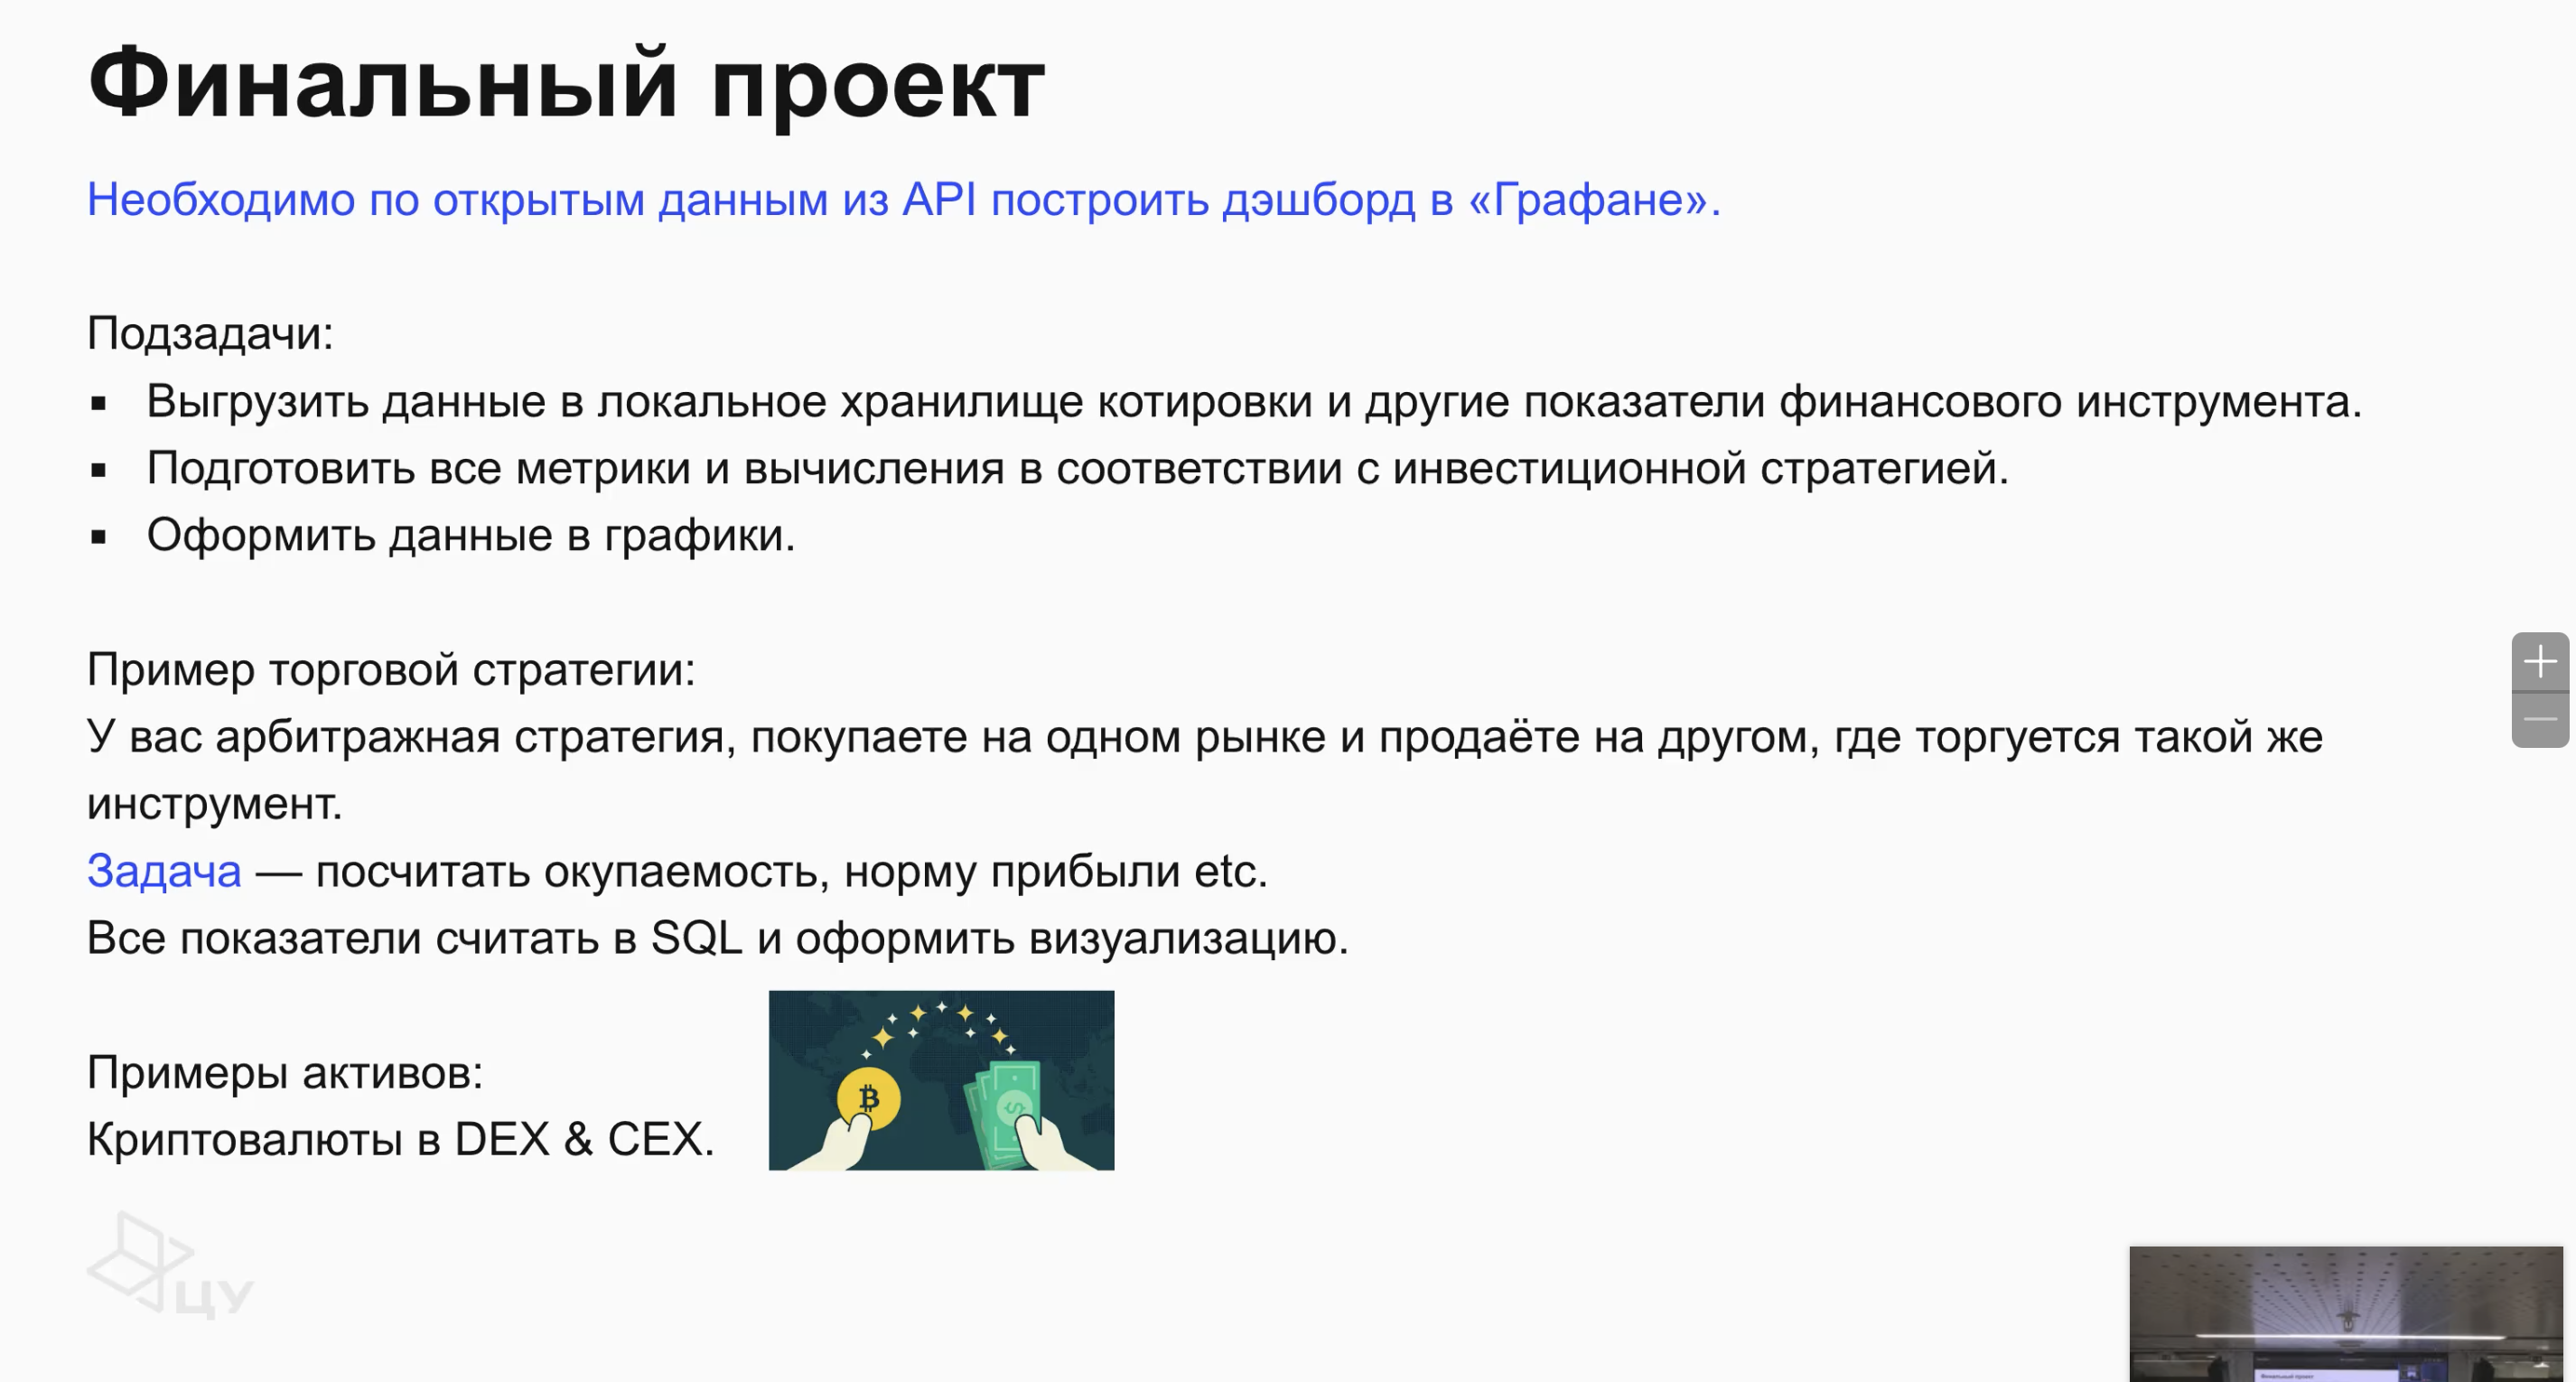 Финальный проект
Необходимо по открытым данным из API построить дэшборд в «Графане».
Подзадачи:
▪ Выгрузить данные в локальное хранилище котировки и другие показатели финансового инструмента.
▪ Подготовить все метрики и вычисления в соответствии с инвестиционной стратегией.
▪ Оформить данные в графики.
Пример торговой стратегии:
У вас арбитражная стратегия, покупаете на одном рынке и продаёте на другом, где торгуется такой же
инструмент.
Задача — посчитать окупаемость, норму прибыли etc.
Все показатели считать в SQL и оформить визуализацию.
Примеры активов:
Криптовалюты в DEX & CEX.
ЦУ
Финальный проект